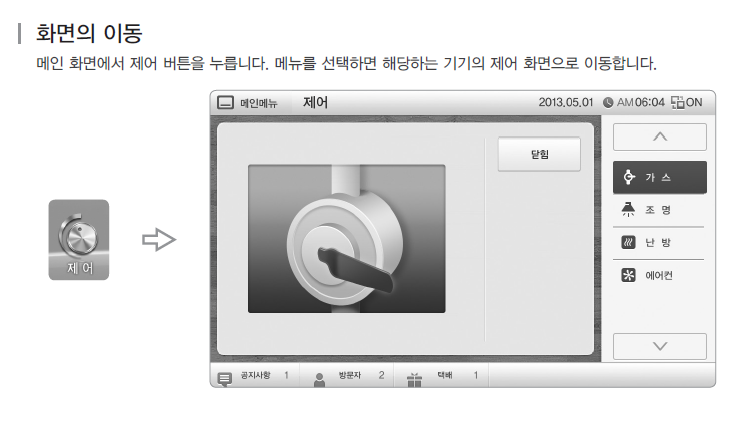 화면의 이동
메인 화면에서 제어 버튼을 누릅니다. 메뉴를 선택하면 해당하는 기기의 제어 화면으로 이동합니다.
메인메뉴 제어 2013.05.01 AM 06:04 ON
닫힘
가 스
조 명
난 방
에어컨
제 어
공지사항 1 방문자 2 택배 1